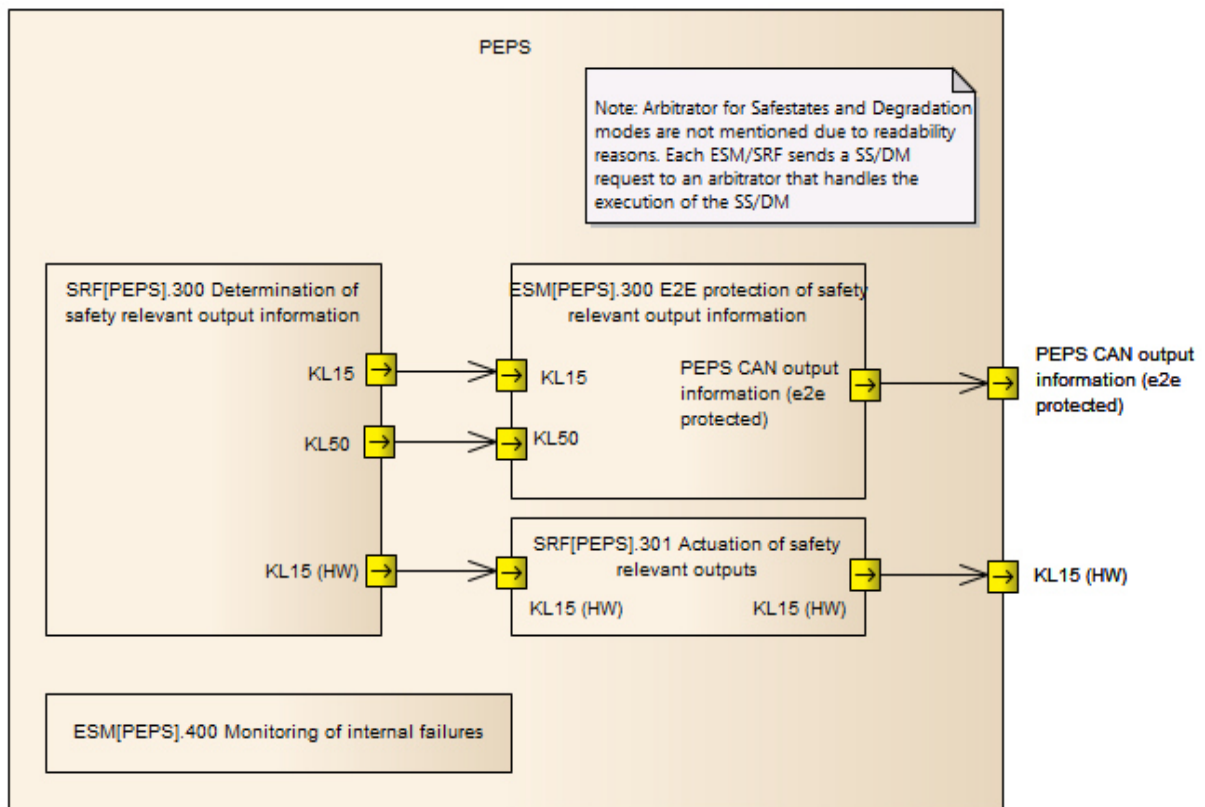 PEPS
Note: Arbitrator for Safestates and Degradation
modes are not mentioned due to readability
reasons. Each ESM/SRF sends a SS/DM
request to an arbitrator that handles the
execution of the SS/DM
SRF[PEPS].300 Determination of
safety relevant output information
KL15
KL50
KL15 (HW)
ESM[PEPS].300 E2E protection of safety
relevant output information
KL15
KL50
PEPS CAN output
information (e2e
protected)
PEPS CAN output
information (e2e
protected)
SRF[PEPS].301 Actuation of safety
relevant outputs
KL15 (HW)
KL15 (HW)
KL15 (HW)
ESM[PEPS].400 Monitoring of internal failures